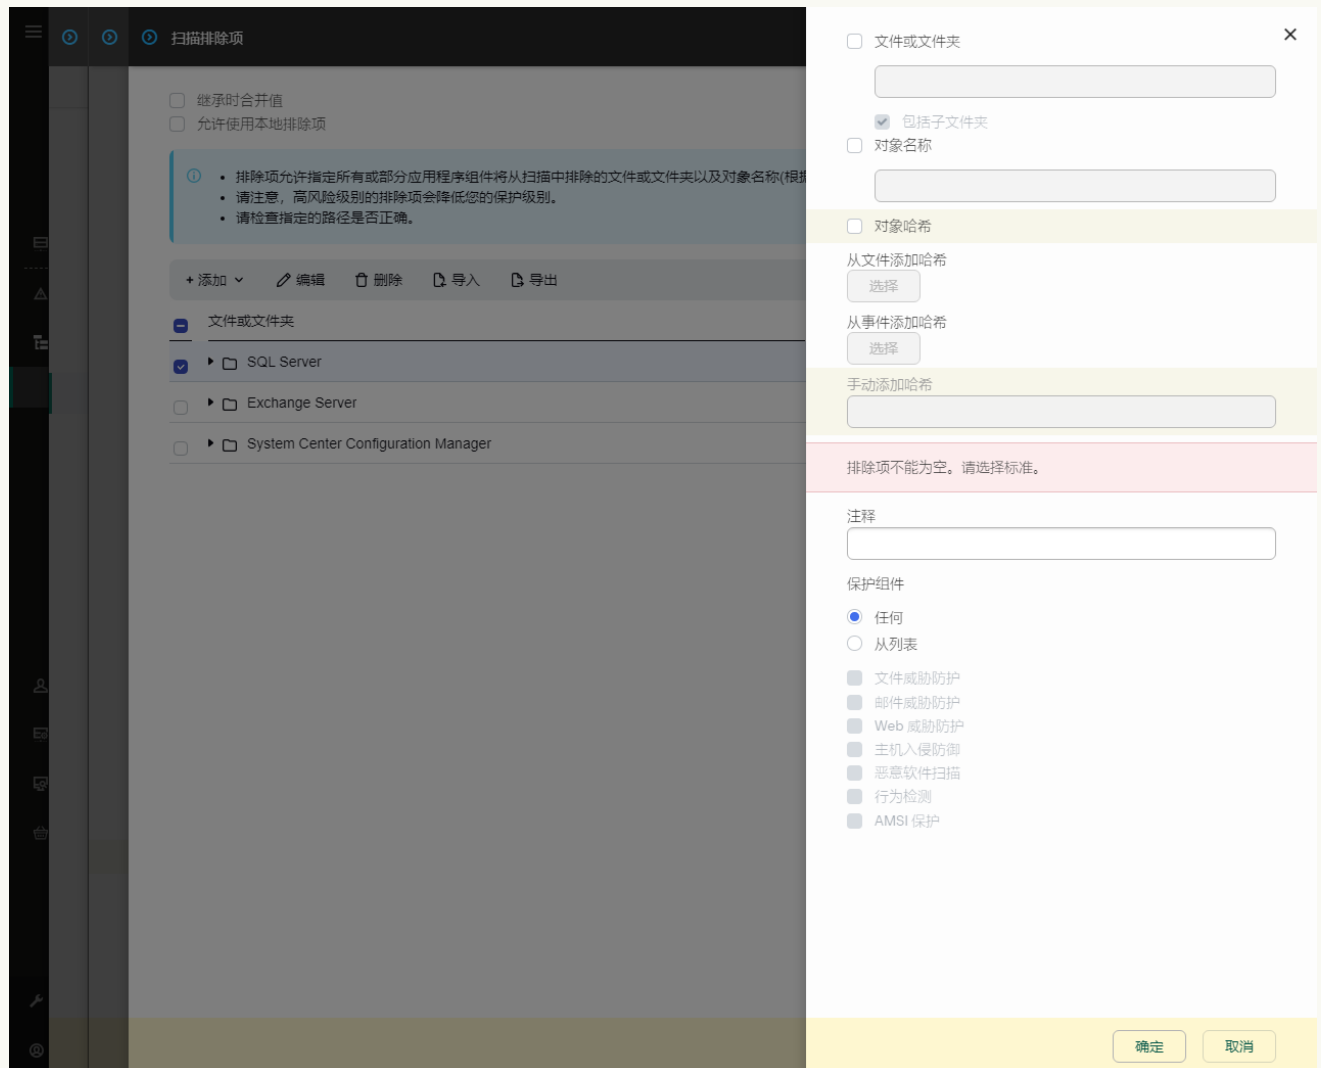 扫描排除项
继承时合并值
允许使用本地排除项
• 排除项允许指定所有或部分应用程序组件将从扫描中排除的文件或文件夹以及对象名称(根据
• 请注意，高风险级别的排除项会降低您的保护级别。
• 请检查指定的路径是否正确。
+ 添加 编辑 删除 导入 导出
文件或文件夹
SQL Server
Exchange Server
System Center Configuration Manager
文件或文件夹
包括子文件夹
对象名称
对象哈希
从文件添加哈希
选择
从事件添加哈希
选择
手动添加哈希
排除项不能为空。请选择标准。
注释
保护组件
任何
从列表
文件威胁防护
邮件威胁防护
Web 威胁防护
主机入侵防御
恶意软件扫描
行为检测
AMSI 保护
确定 取消